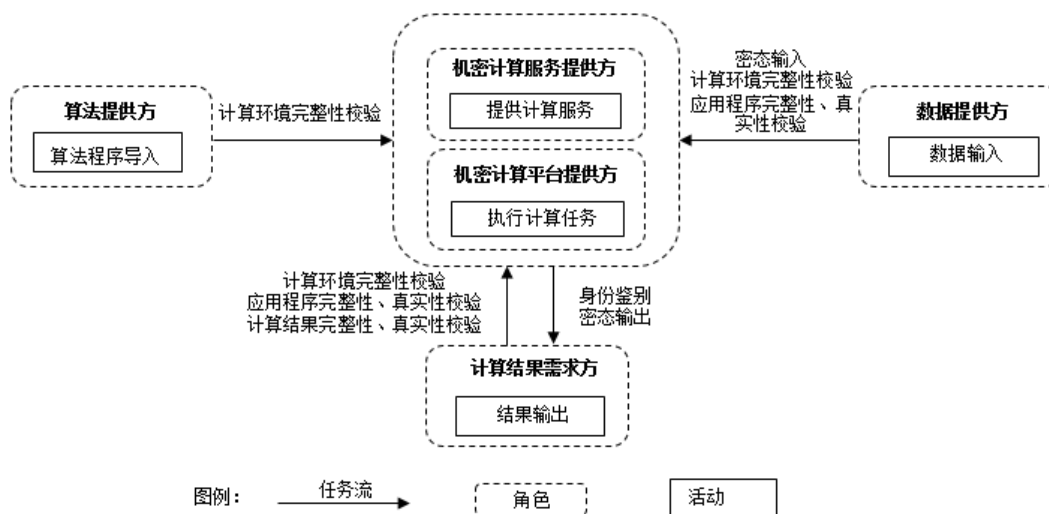 机密计算服务提供方
提供计算服务
机密计算平台提供方
执行计算任务
算法提供方
算法程序导入
计算环境完整性校验
密态输入
计算环境完整性校验
应用程序完整性、真
实性校验
数据提供方
数据输入
计算环境完整性校验
应用程序完整性、真实性校验
计算结果完整性、真实性校验
身份鉴别
密态输出
计算结果需求方
结果输出
图例：
任务流
角色
活动